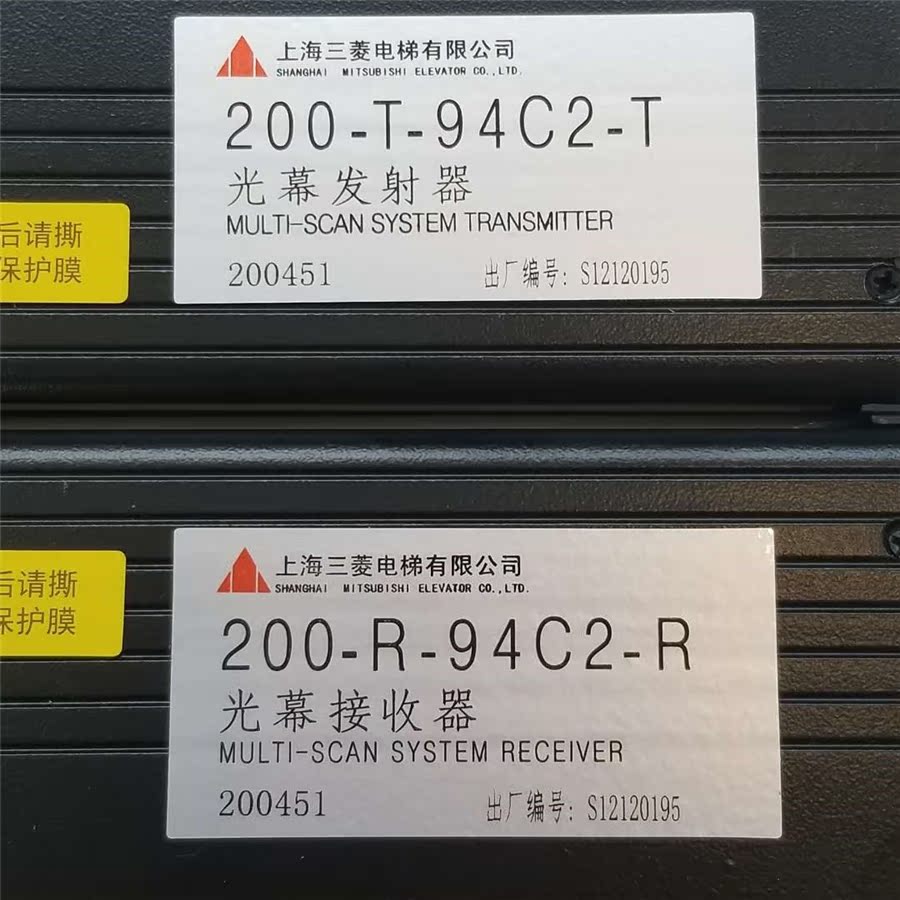 上海三菱电梯有限公司
SHANGHAI MITSUBISHI ELEVATOR CO.,LTD.
200-T-94C2-T
光幕发射器
MULTI-SCAN SYSTEM TRANSMITTER
200451 出厂编号: S12120195
后请撕
保护膜
上海三菱电梯有限公司
SHANGHAI MITSUBISHI ELEVATOR CO.,LTD.
200-R-94C2-R
光幕接收器
MULTI-SCAN SYSTEM RECEIVER
200451 出厂编号: S12120195
后请撕
保护膜